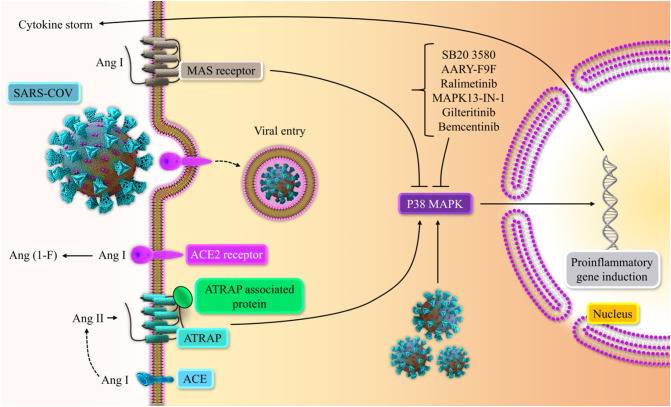 Cytokine storm
Ang I
MAS receptor
SARS-COV
Viral entry
SB20 3580
AARY-F9F
Ralimetinib
MAPK13-IN-1
Gilteritinib
Bemcentinib
P38 MAPK
Ang (1-F)
Ang I
ACE2 receptor
ATRAP associated
protein
Ang II
ATRAP
Ang I
ACE
Proinflammatory
gene induction
Nucleus